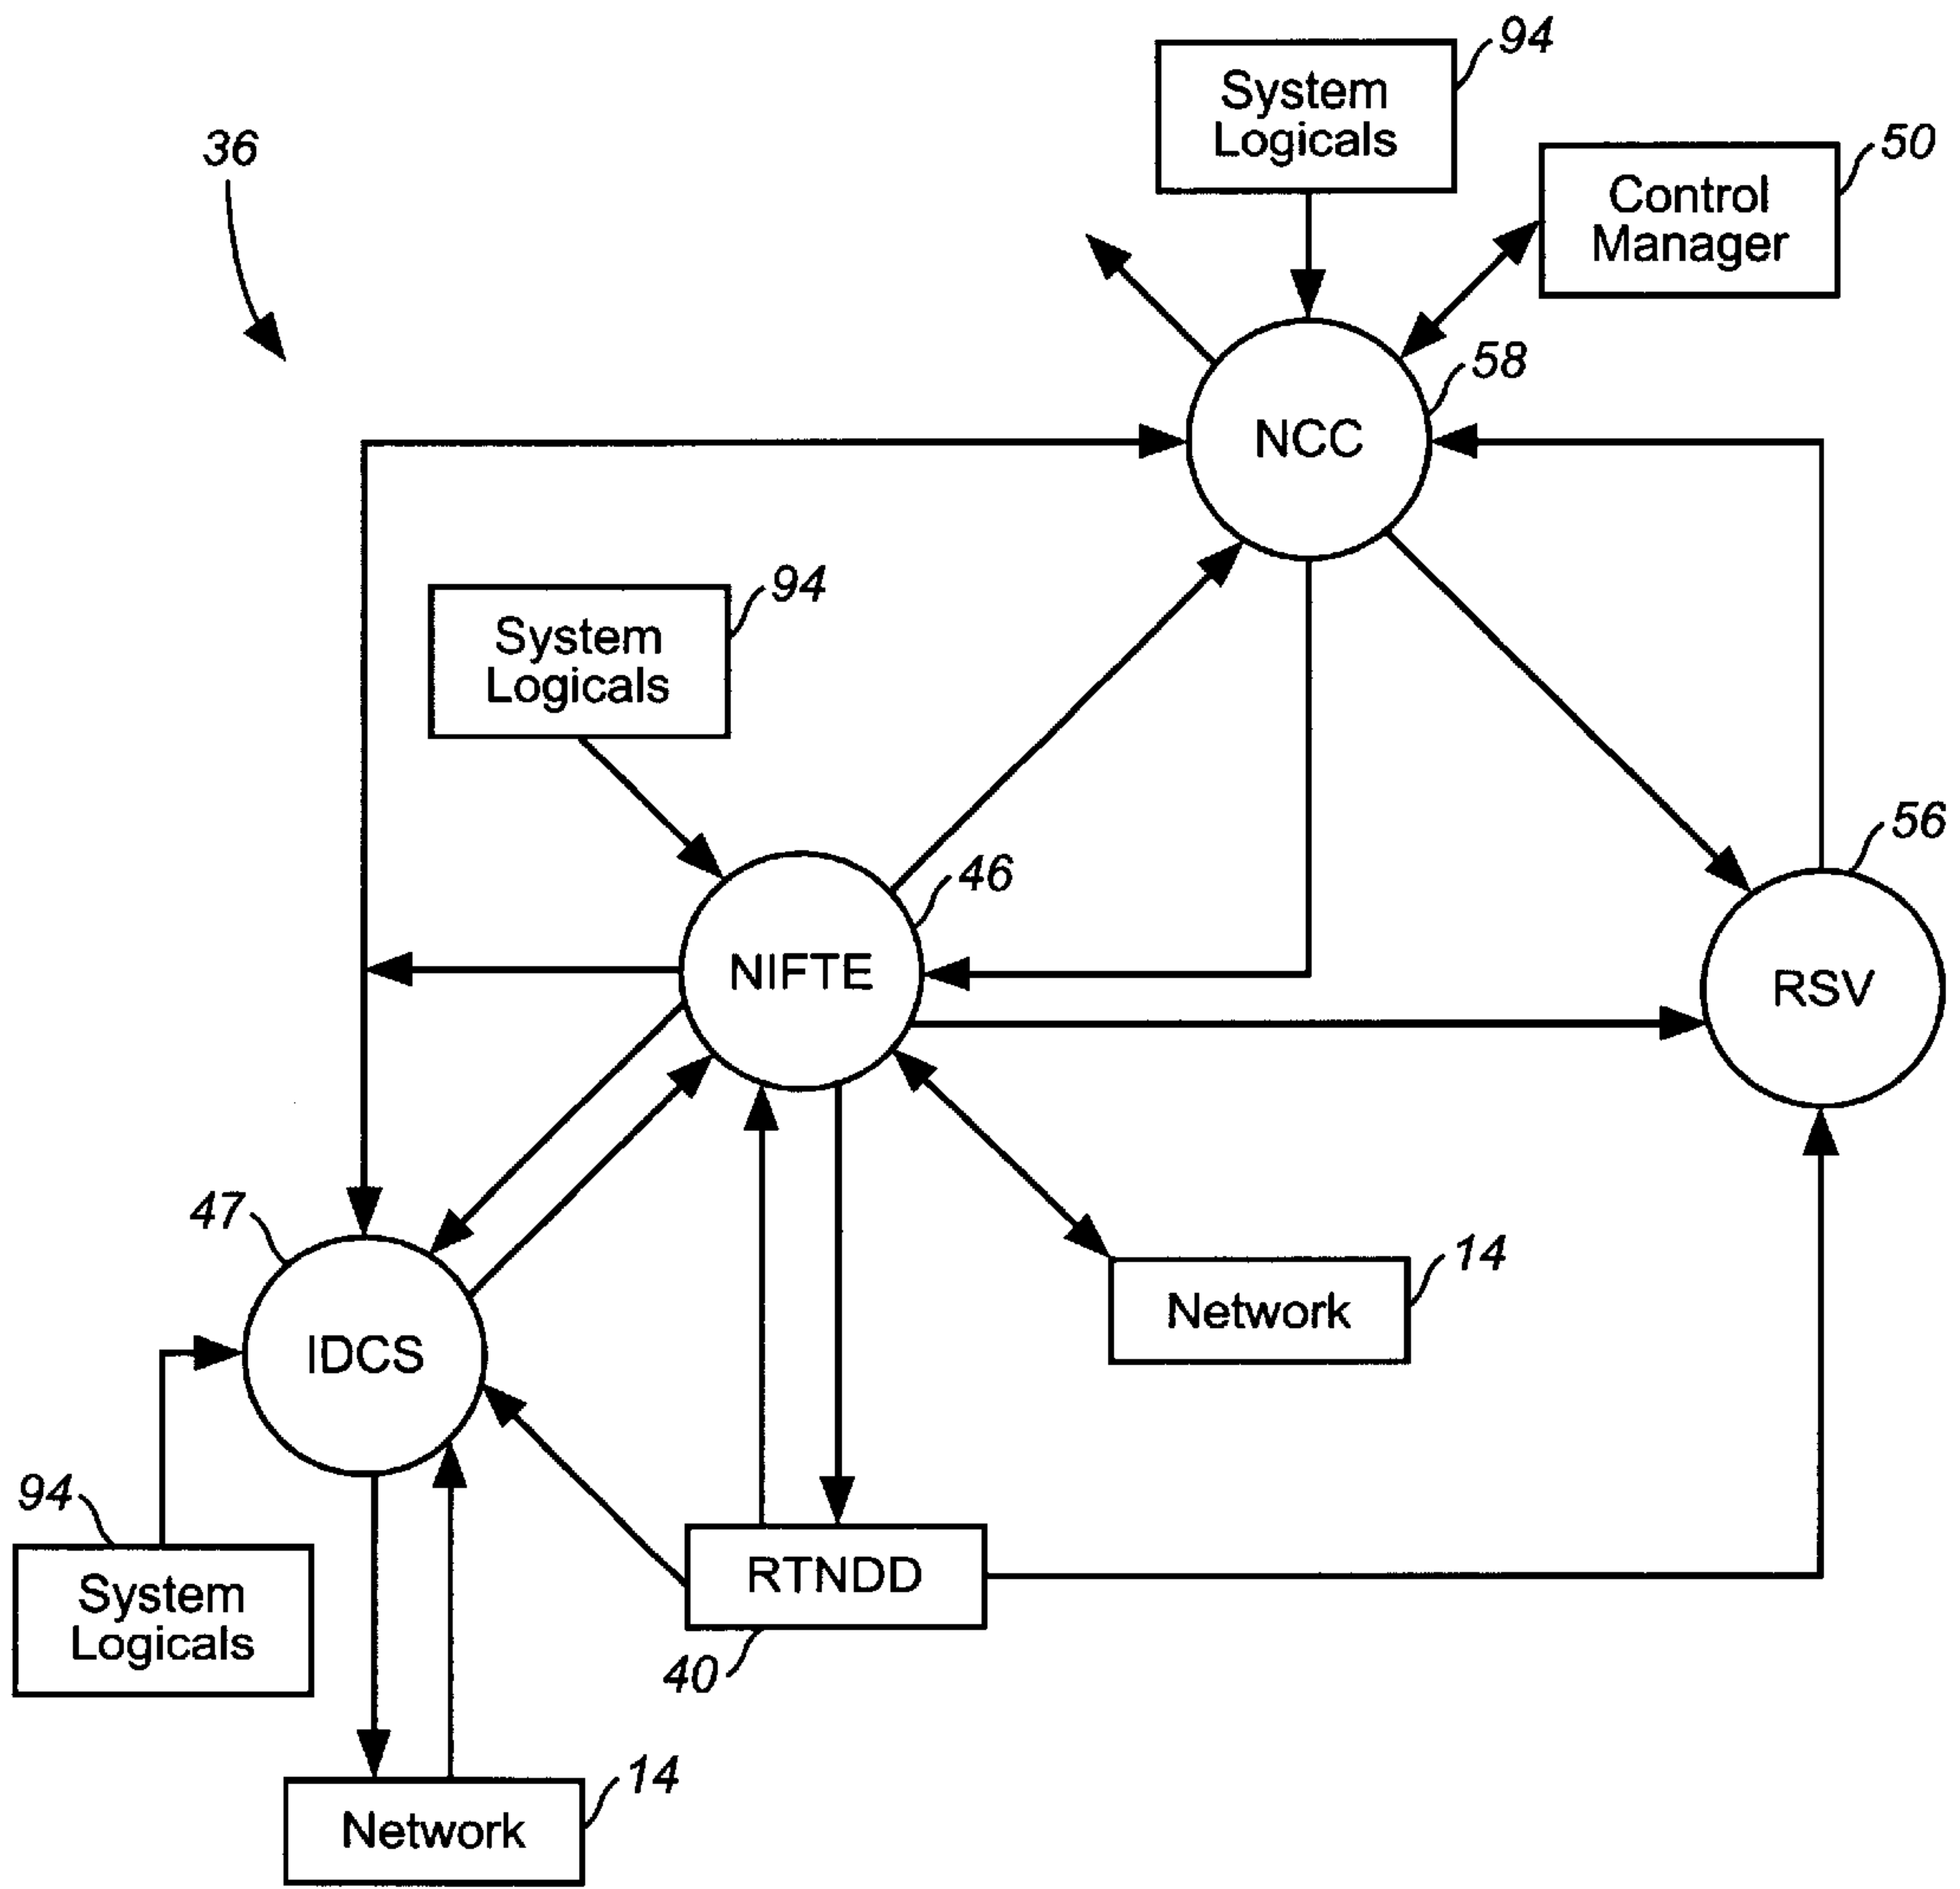 94
System
Logicals
50
Control
Manager
36
58
NCC
94
System
Logicals
56
46
NIFTE
RSV
47
14
Network
IDCS
94
System
Logicals
RTNDD
40
14
Network